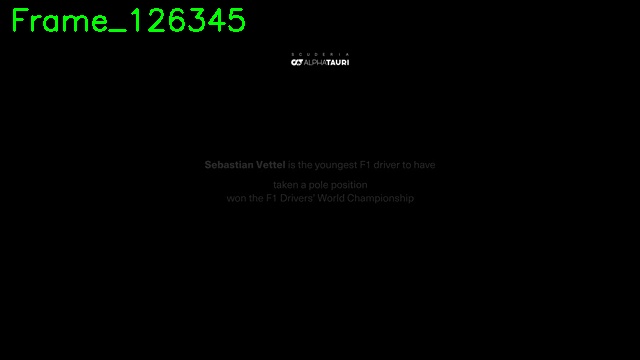 Frame_126345
SCUDERIA
ALPHATAURI
Sebastian Vettel is the youngest F1 driver to have
taken a pole position
won the F1 Drivers' World Championship